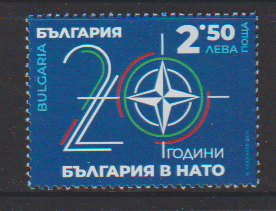 БЪЛГАРИЯ
2.50
ЛЕВА
ПОЩА
BULGARIA
20
ГОДИНИ
БЪЛГАРИЯ В НАТО